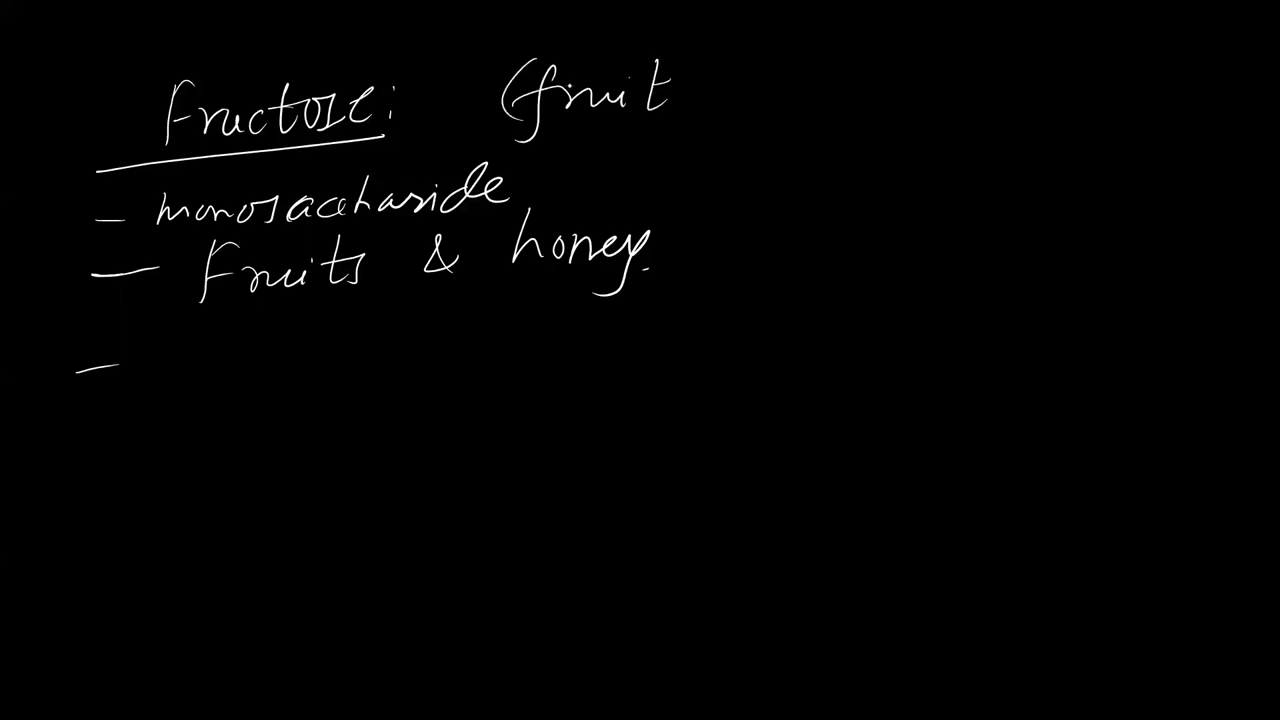 Fructose: (fruit
- monosaccharide
- Fruits & honey.
-